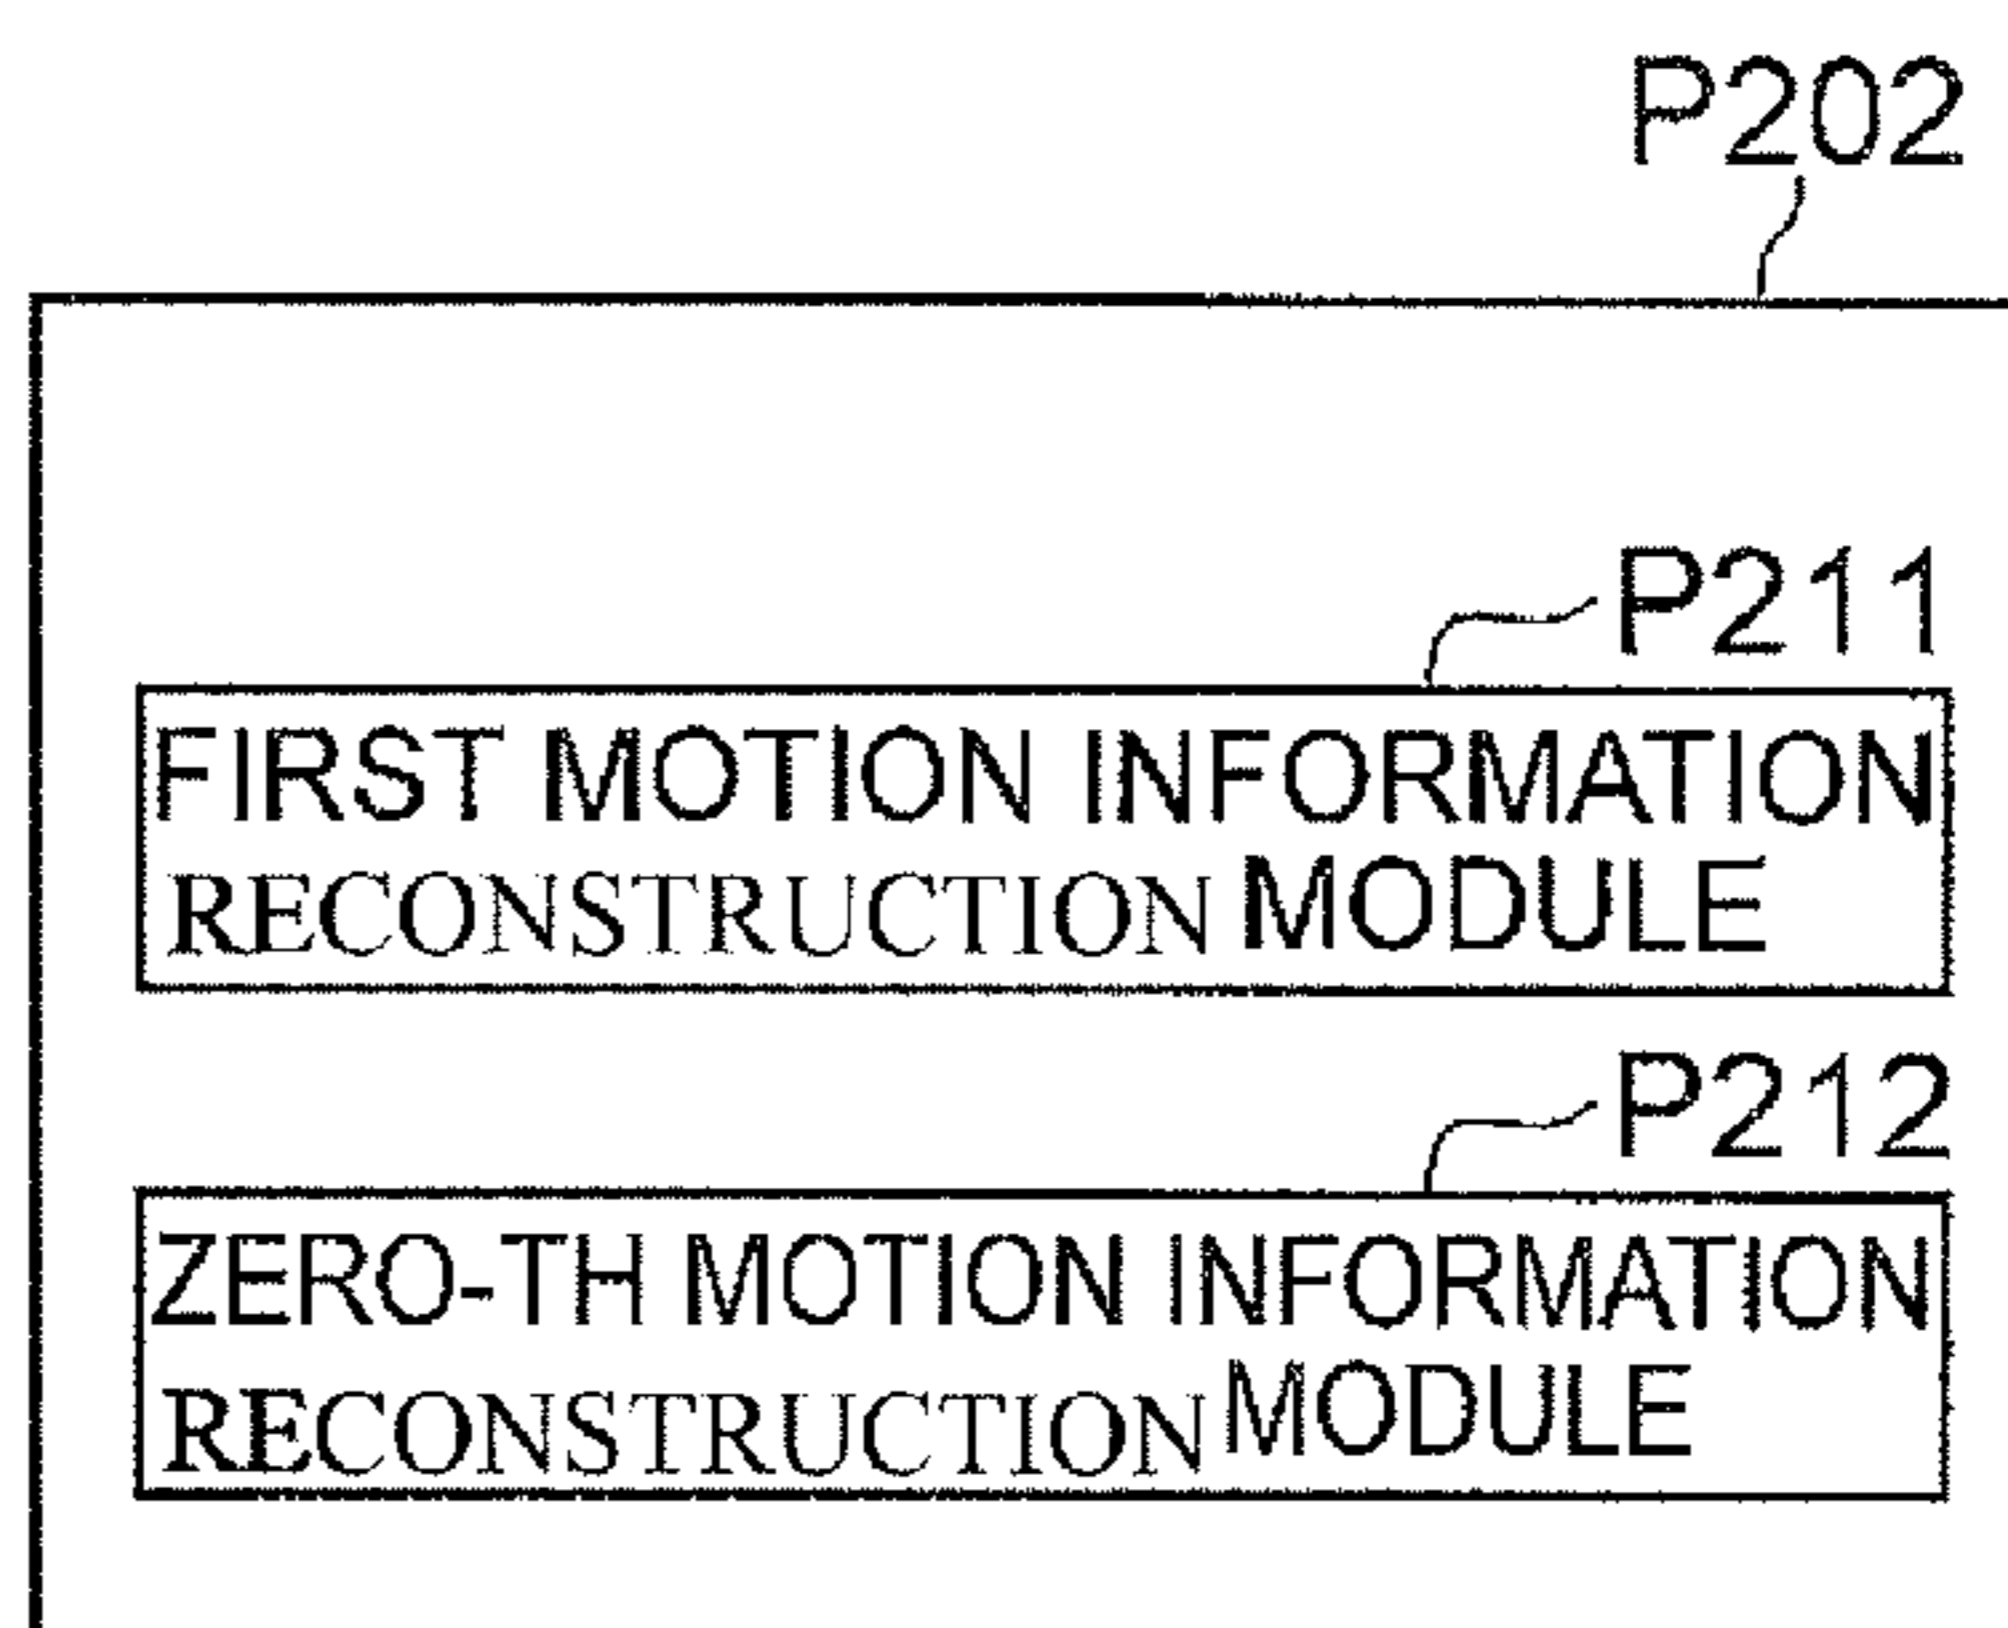 P202
P211
FIRST MOTION INFORMATION
RECONSTRUCTION MODULE
P212
ZERO-TH MOTION INFORMATION
RECONSTRUCTION MODULE